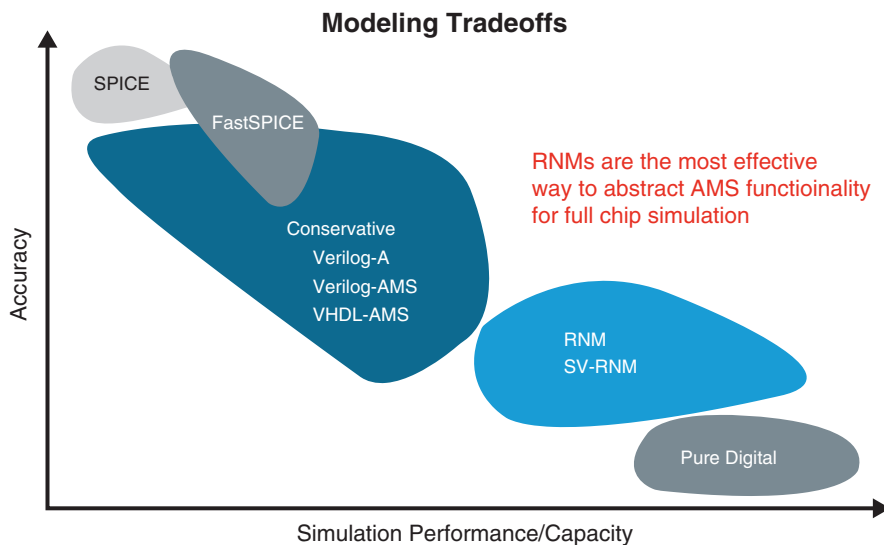 Modeling Tradeoffs
SPICE
FastSPICE
RNMs are the most effective
way to abstract AMS functioinality
for full chip simulation
Conservative
Verilog-A
Verilog-AMS
VHDL-AMS
RNM
SV-RNM
Pure Digital
Accuracy
Simulation Performance/Capacity